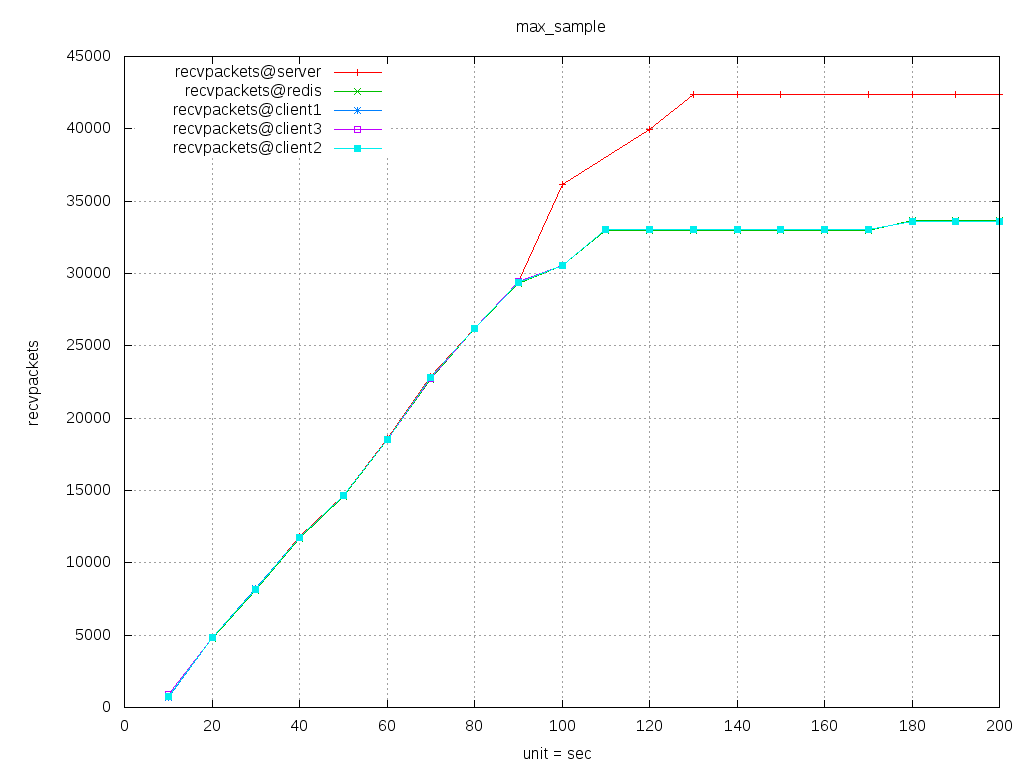 max_sample
recvpackets@server
recvpackets@redis
recvpackets@client1
recvpackets@client3
recvpackets@client2
45000
40000
35000
30000
25000
20000
15000
10000
5000
0
recvpackets
0 20 40 60 80 100 120 140 160 180 200
unit = sec